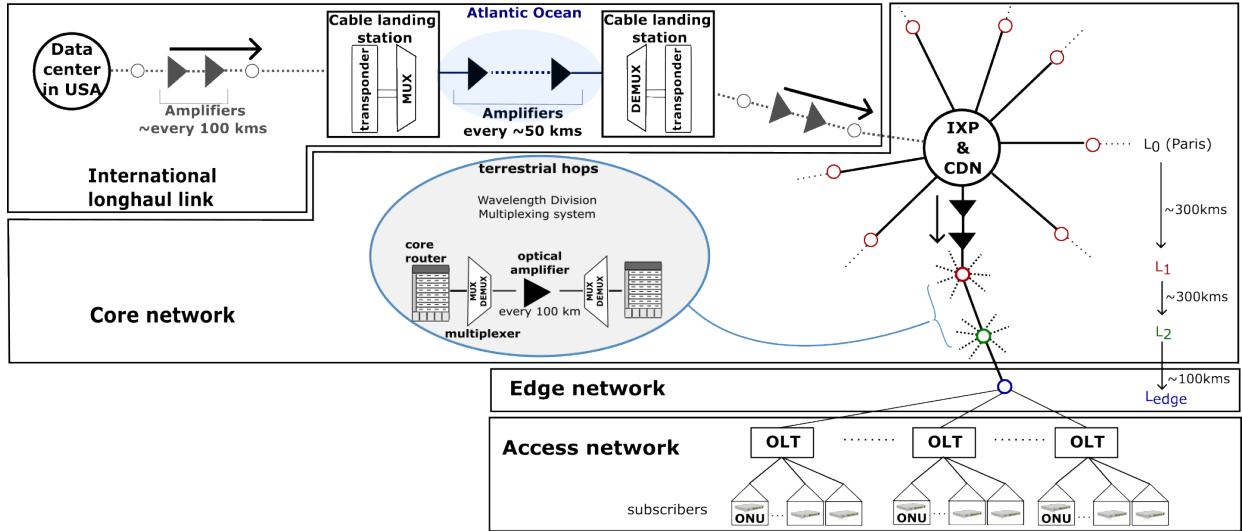 Data
center
in USA
Amplifiers
~every 100 kms
Cable landing
station
transponder
MUX
Atlantic Ocean
Amplifiers
every ~50 kms
Cable landing
station
DEMUX
transponder
International
longhaul link
IXP
&
CDN
L0 (Paris)
~300kms
L1
~300kms
L2
~100kms
Ledge
terrestrial hops
Wavelength Division
Multiplexing system
core
router
MUX
DEMUX
optical
amplifier
every 100 km
MUX
DEMUX
multiplexer
Core network
Edge network
Access network
OLT
OLT
OLT
subscribers
ONU
ONU
ONU